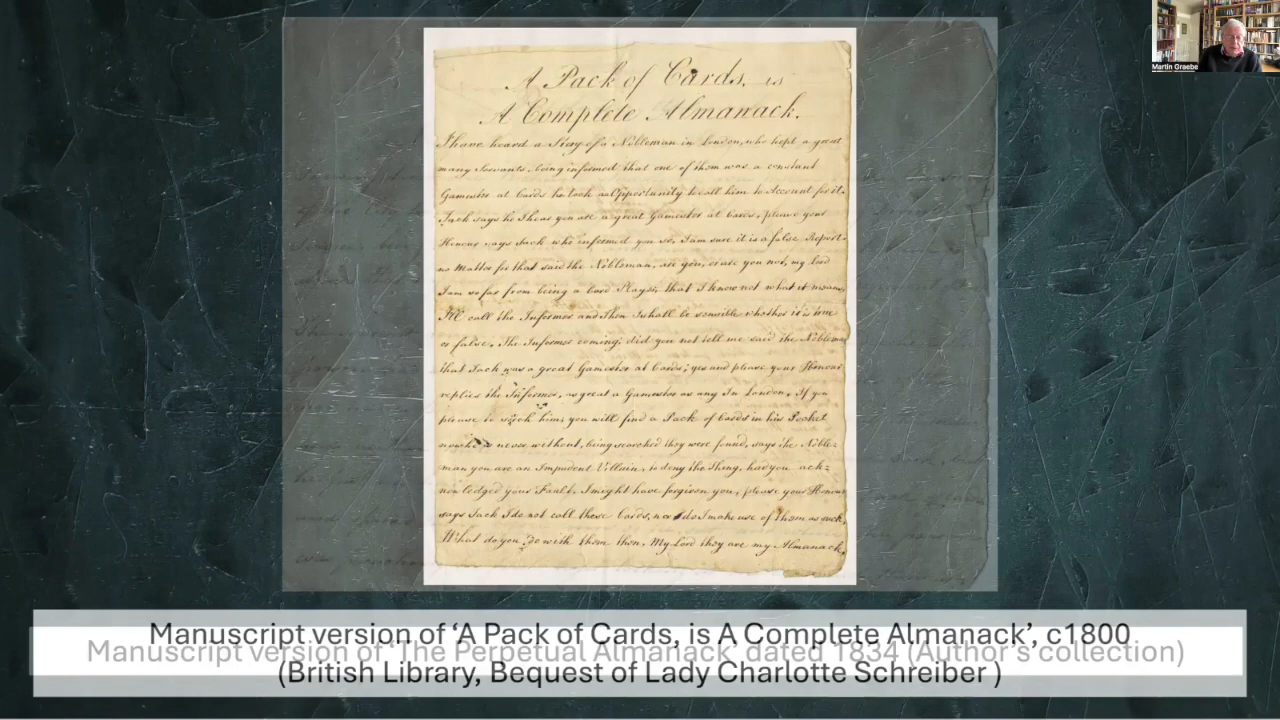 Martin Graebe
A Pack of Cards, is
A Complete Almanack.
I have heard a Story of a Nobleman in London, who kept a great
many Servants, being informed that one of them was a constant
Gamester at Cards he took an Opportunity to call him to Account for it.
Jack says he I hear you are a great Gamester at Cards, please your
Honour says Jack who informed you so, I am sure it is a false Report
no Matter for that said the Nobleman, are you, or are you not, my Lord
I am so far from being a Card Player, that I know not what it means
I'll call the Informer and then I shall be sensible whether it is true
or false, The Informer coming; did you not tell me said the Nobleman
that Jack was a great Gamester at Cards; yes and please your Honour
replies the Informer, as great a Gamester as any In London, If you
please to search him; you will find a Pack of Cards in his Pocket
now he is never without, being searched they were found, says the Noble=
man you are an Impudent Villain, to deny the Thing, had you ack=
nowledged your Fault, I might have forgiven you, please your Honour
says Jack I do not call these Cards, nor do I make use of them as such,
What do you do with them then, My Lord they are my Almanack,
Manuscript version of ‘A Pack of Cards, is A Complete Almanack’, c1800
Manuscript version of 'The Perpetual Almanack' dated 1834 (Author's collection)
(British Library, Bequest of Lady Charlotte Schreiber )